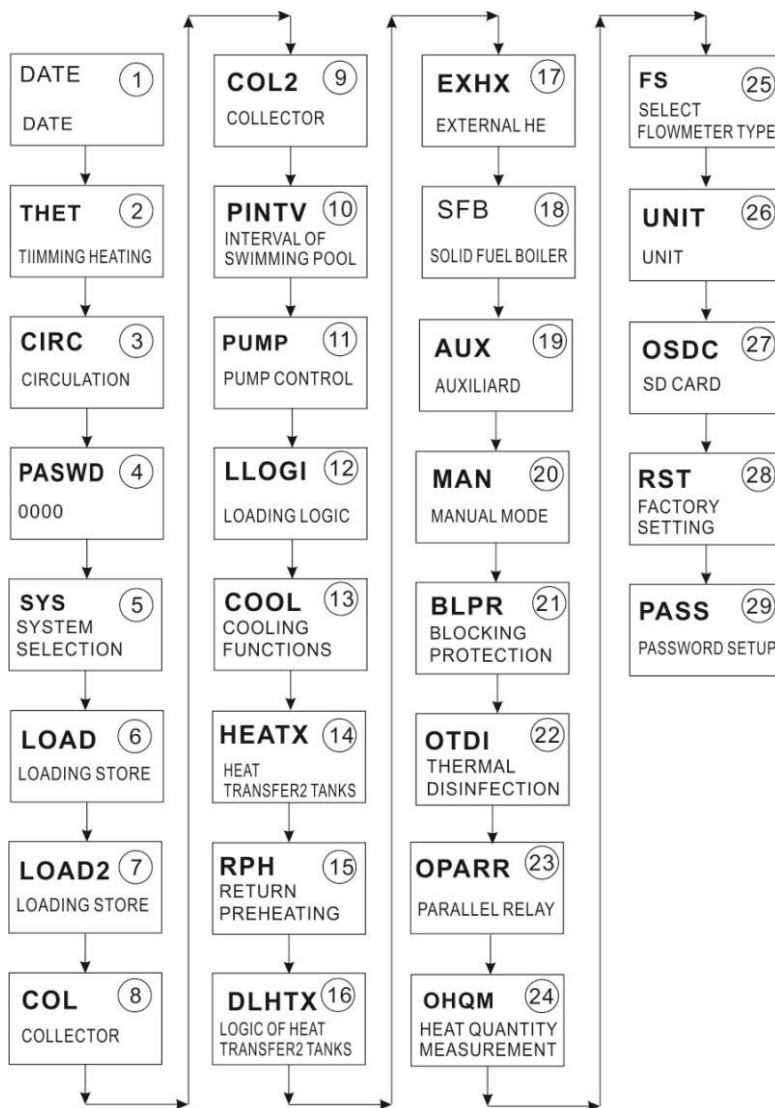 DATE
1
DATE
THET
2
TIIMMING HEATING
CIRC
3
CIRCULATION
PASWD
4
0000
SYS
5
SYSTEM
SELECTION
LOAD
6
LOADING STORE
LOAD2
7
LOADING STORE
COL
8
COLLECTOR
COL2
9
COLLECTOR
PINTV
10
INTERVAL OF
SWIMMING POOL
PUMP
11
PUMP CONTROL
LLOGI
12
LOADING LOGIC
COOL
13
COOLING
FUNCTIONS
HEATX
14
HEAT
TRANSFER2 TANKS
RPH
15
RETURN
PREHEATING
DLHTX
16
LOGIC OF HEAT
TRANSFER2 TANKS
EXHX
17
EXTERNAL HE
SFB
18
SOLID FUEL BOILER
AUX
19
AUXILIARD
MAN
20
MANUAL MODE
BLPR
21
BLOCKING
PROTECTION
OTDI
22
THERMAL
DISINFECTION
OPARR
23
PARALLEL RELAY
OHQM
24
HEAT QUANTITY
MEASUREMENT
FS
25
SELECT
FLOWMETER TYPE
UNIT
26
UNIT
OSDC
27
SD CARD
RST
28
FACTORY
SETTING
PASS
29
PASSWORD SETUP